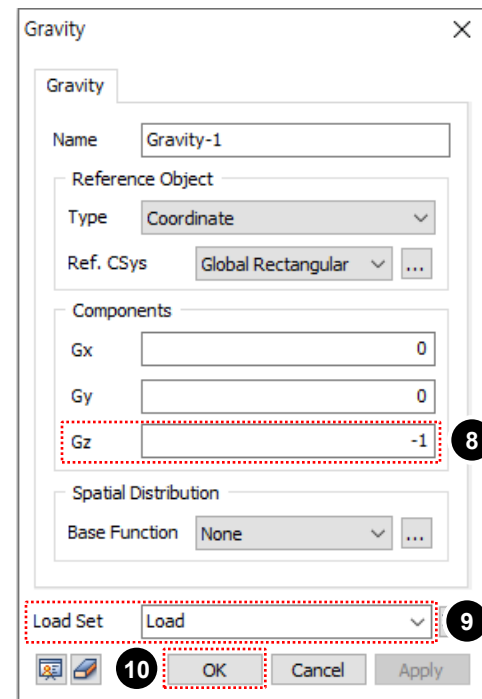 Gravity
Gravity
Name Gravity-1
Reference Object
Type Coordinate
Ref. CSys Global Rectangular ...
Components
Gx 0
Gy 0
Gz -1 8
Spatial Distribution
Base Function None ...
Load Set Load 9
10 OK Cancel Apply